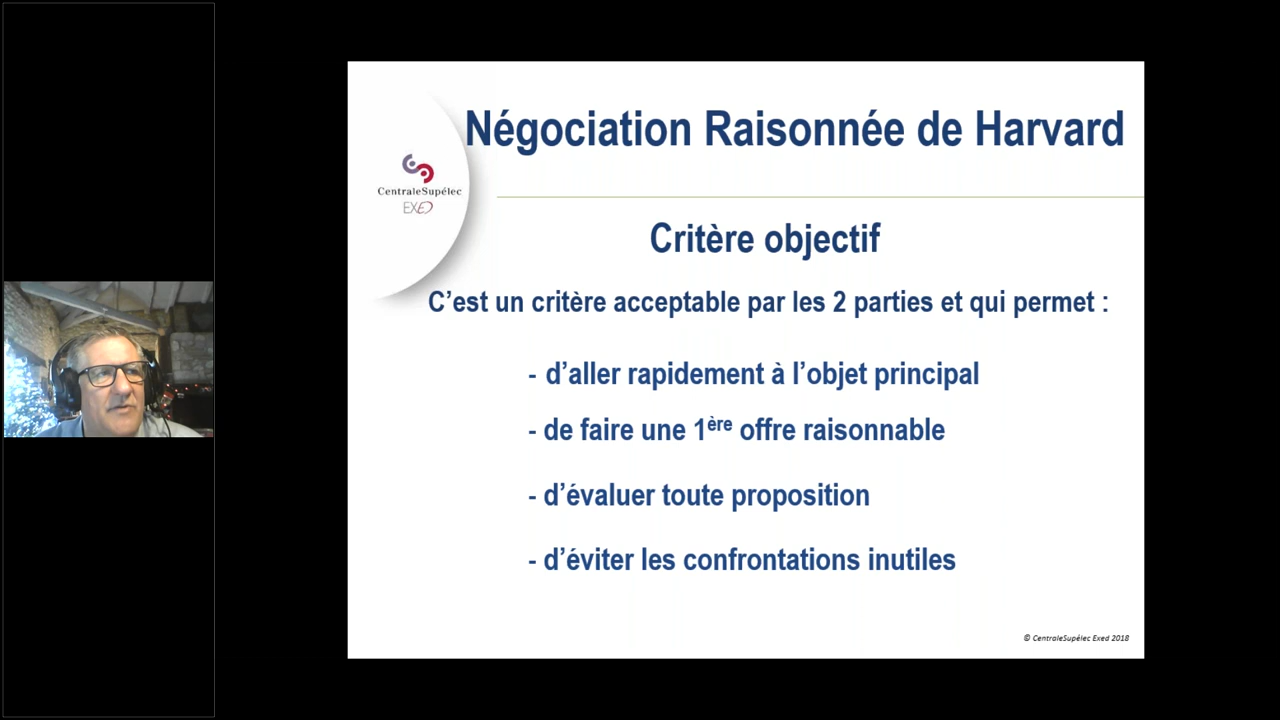 Négociation Raisonnée de Harvard
CentraleSupélec
EXED
Critère objectif
C’est un critère acceptable par les 2 parties et qui permet :
- d’aller rapidement à l’objet principal
- de faire une 1ère offre raisonnable
- d’évaluer toute proposition
- d’éviter les confrontations inutiles
© CentraleSupélec Exed 2018